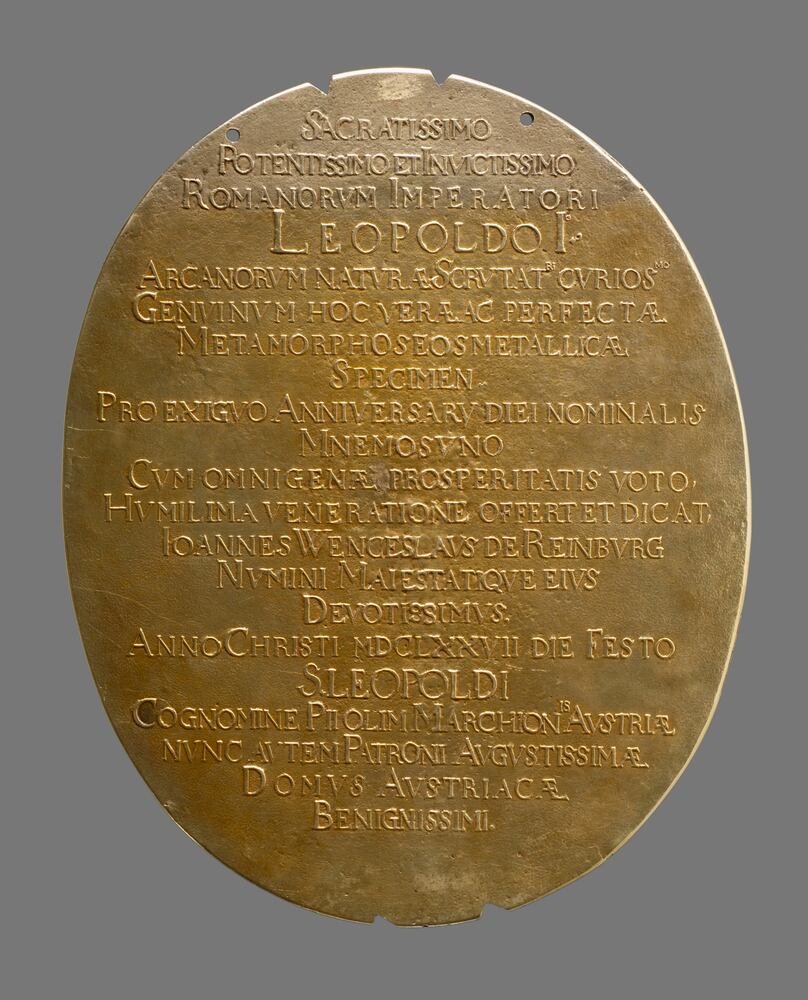 SACRATISSIMO
POTENTISSIMO ET INVICTISSIMO
ROMANORVM IMPERATORI
LEOPOLDO Iº.
ARCANORVM NATVRÆ SCRVTATRI CVRIOSMO
GENVINVM HOC VERÆ AC PERFECTÆ
METAMORPHOSEOS METALLICÆ
SPECIMEN.
PRO EXIGVO ANNIVERSARY DIEI NOMINALIS
MNEMOSYNO
CVM OMNIGENÆ PROSPERITATIS VOTO,
HVMILIMA VENERATIONE OFFERT ET DICAT,
IOANNES WENCESLAVS DE REINBVRG
NVMINI MAIESTATIQVE EIVS
DEVOTISSIMVS.
ANNO CHRISTI MDCLXXVII DIE FESTO
S. LEOPOLDI
COGNOMINE PII OLIM MARCHIONIS AVSTRIÆ
NVNC AVTEM PATRONI AVGVSTISSIMÆ
DOMVS AVSTRIACÆ
BENIGNISSIMI.